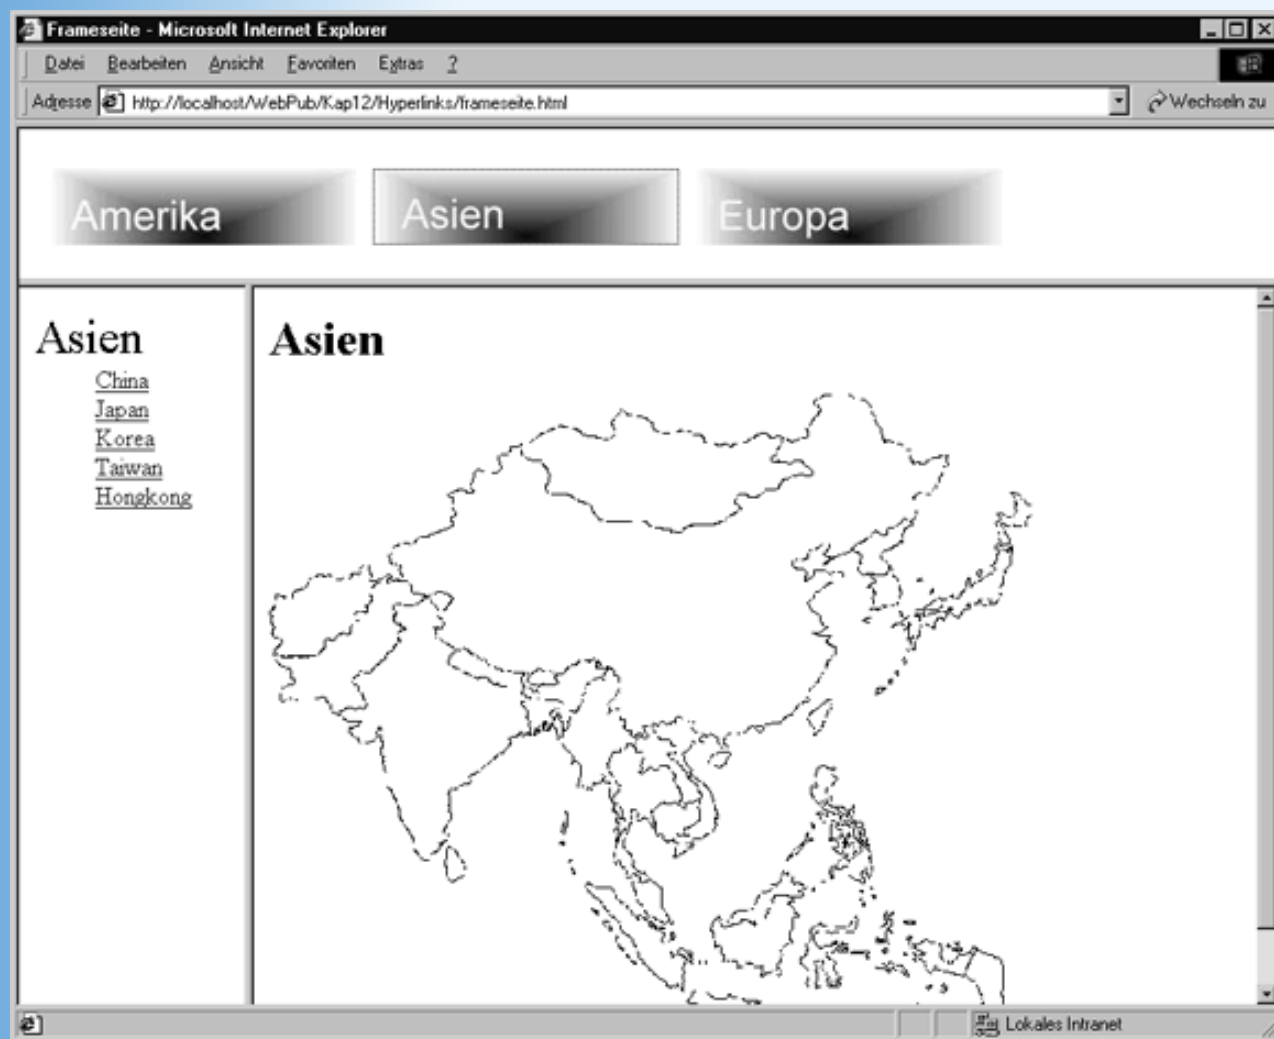 Frameseite - Microsoft Internet Explorer
Datei Bearbeiten Ansicht Favoriten Extras ?
Adresse http://localhost/WebPub/Kap12/Hyperlinks/frameseite.html Wechseln zu
Amerika Asien Europa
Asien
China
Japan
Korea
Taiwan
Hongkong
Asien
Lokales Intranet